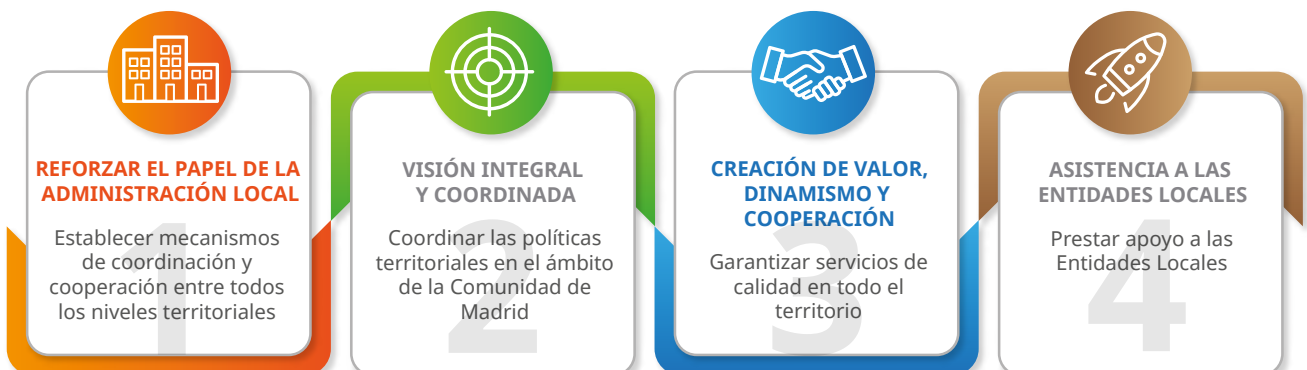 REFORZAR EL PAPEL DE LA
ADMINISTRACIÓN LOCAL
1
Establecer mecanismos
de coordinación y
cooperación entre todos
los niveles territoriales
VISIÓN INTEGRAL
Y COORDINADA
2
Coordinar las políticas
territoriales en el ámbito
de la Comunidad de
Madrid
CREACIÓN DE VALOR,
DINAMISMO Y
COOPERACIÓN
3
Garantizar servicios de
calidad en todo el
territorio
ASISTENCIA A LAS
ENTIDADES LOCALES
4
Prestar apoyo a las
Entidades Locales